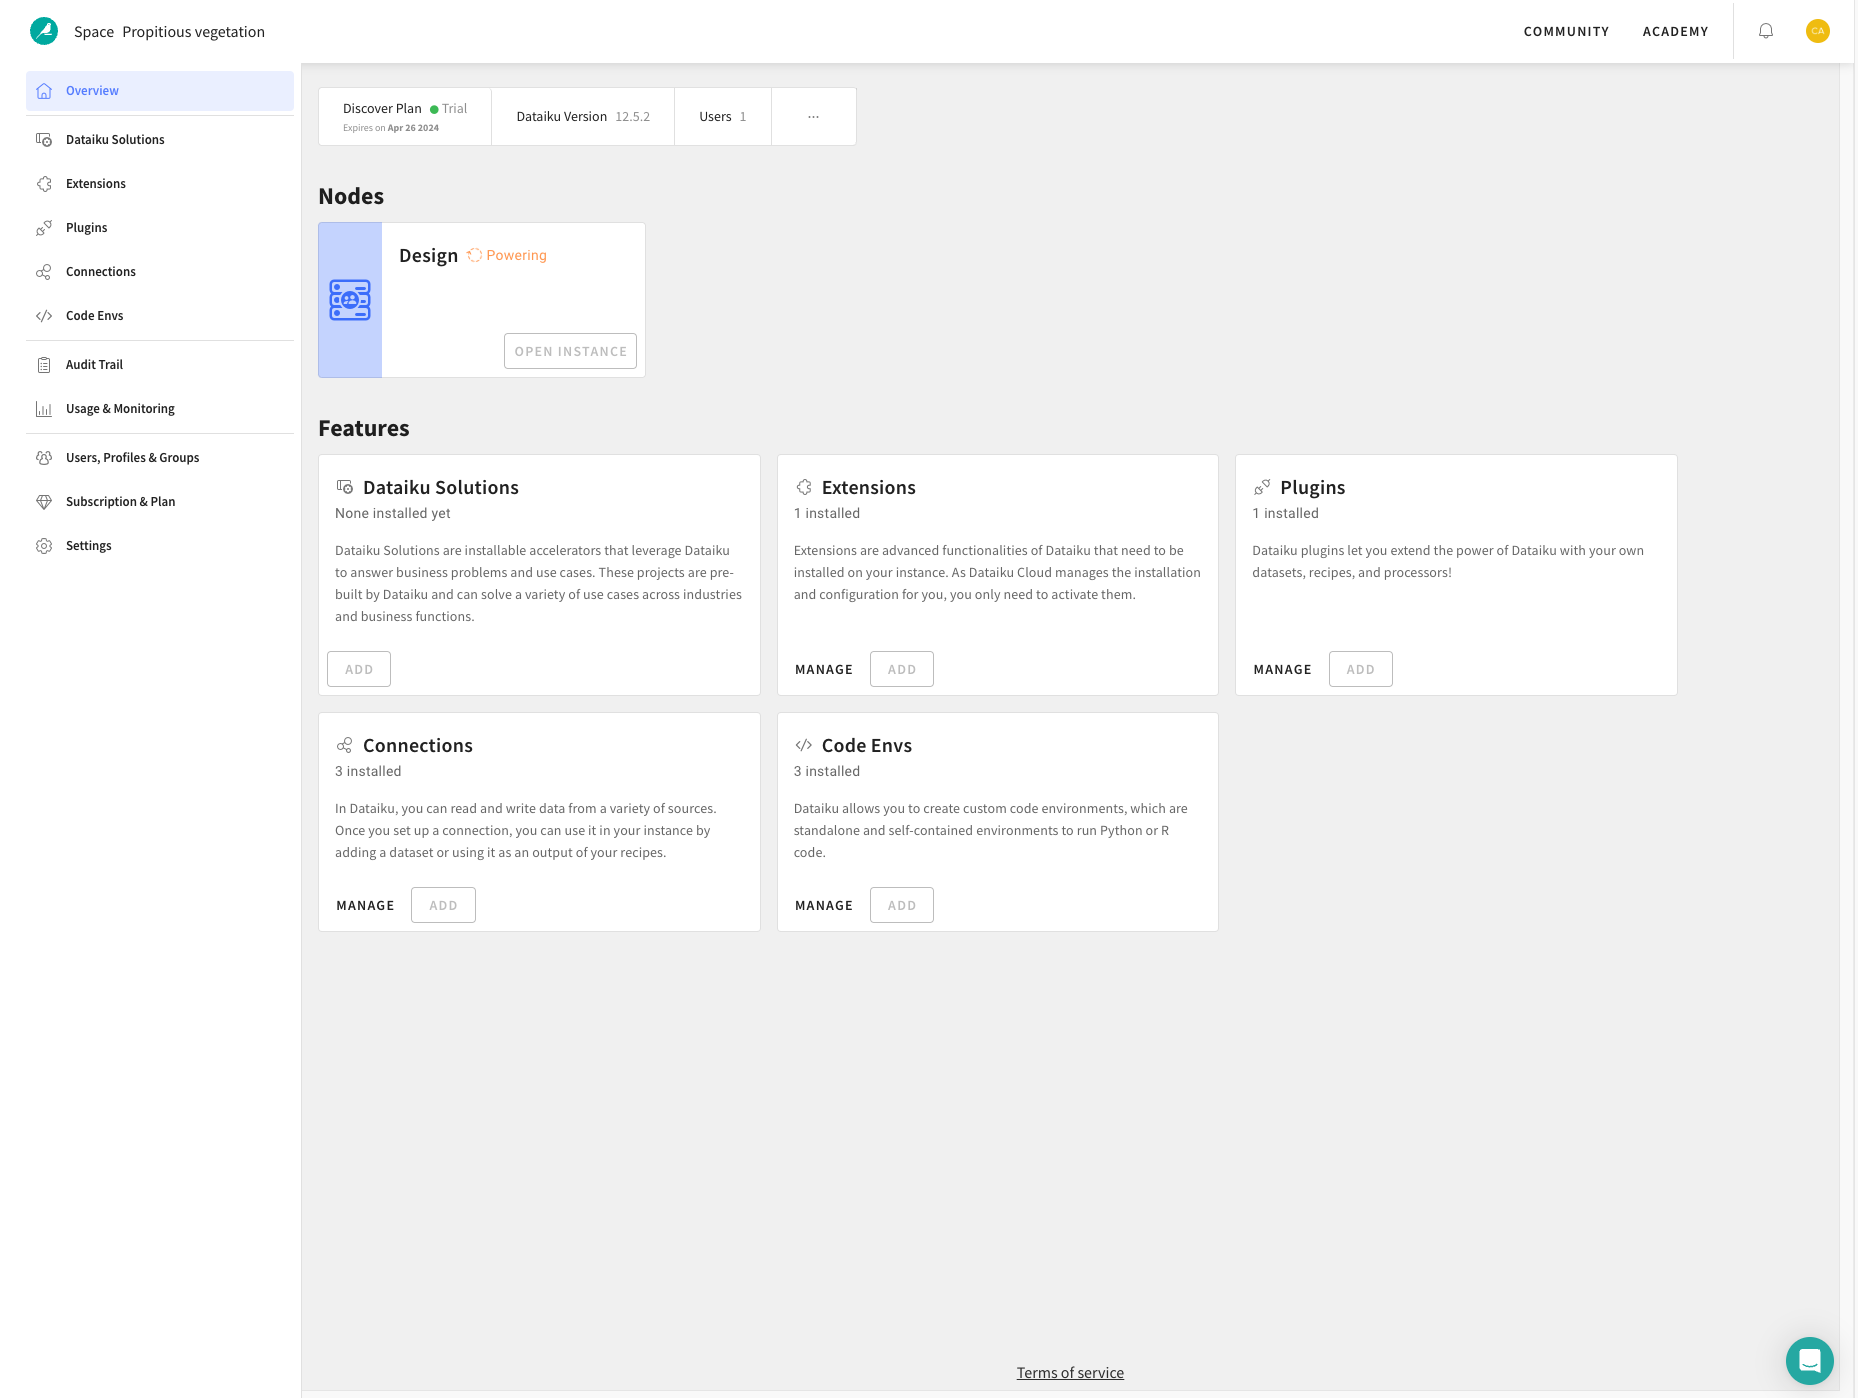 Space Propitious vegetation
COMMUNITY
ACADEMY
CA
Overview
Dataiku Solutions
Extensions
Plugins
Connections
Code Envs
Audit Trail
Usage & Monitoring
Users, Profiles & Groups
Subscription & Plan
Settings
Discover Plan Trial
Expires on Apr 26 2024
Dataiku Version 12.5.2
Users 1
...
Nodes
Design Powering
OPEN INSTANCE
Features
Dataiku Solutions
None installed yet
Dataiku Solutions are installable accelerators that leverage Dataiku
to answer business problems and use cases. These projects are pre-
built by Dataiku and can solve a variety of use cases across industries
and business functions.
ADD
Extensions
1 installed
Extensions are advanced functionalities of Dataiku that need to be
installed on your instance. As Dataiku Cloud manages the installation
and configuration for you, you only need to activate them.
MANAGE ADD
Plugins
1 installed
Dataiku plugins let you extend the power of Dataiku with your own
datasets, recipes, and processors!
MANAGE ADD
Connections
3 installed
In Dataiku, you can read and write data from a variety of sources.
Once you set up a connection, you can use it in your instance by
adding a dataset or using it as an output of your recipes.
MANAGE ADD
Code Envs
3 installed
Dataiku allows you to create custom code environments, which are
standalone and self-contained environments to run Python or R
code.
MANAGE ADD
Terms of service